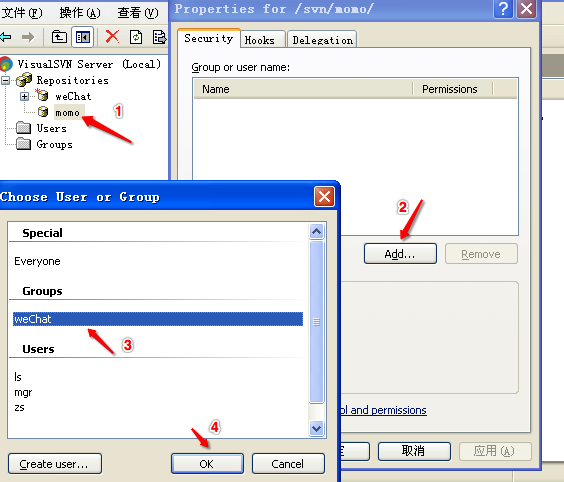 文件(F) 操作(A) 查看(V)
VisualSVN Server (Local)
Repositories
weChat
momo
Users
Groups
1
Properties for /svn/momo/
Security
Hooks
Delegation
Group or user name:
Name
Permissions
2
Add...
Remove
ol and permissions
取消
应用(A)
Choose User or Group
Special
Everyone
Groups
weChat
3
Users
ls
mgr
zs
4
Create user...
OK
Cancel